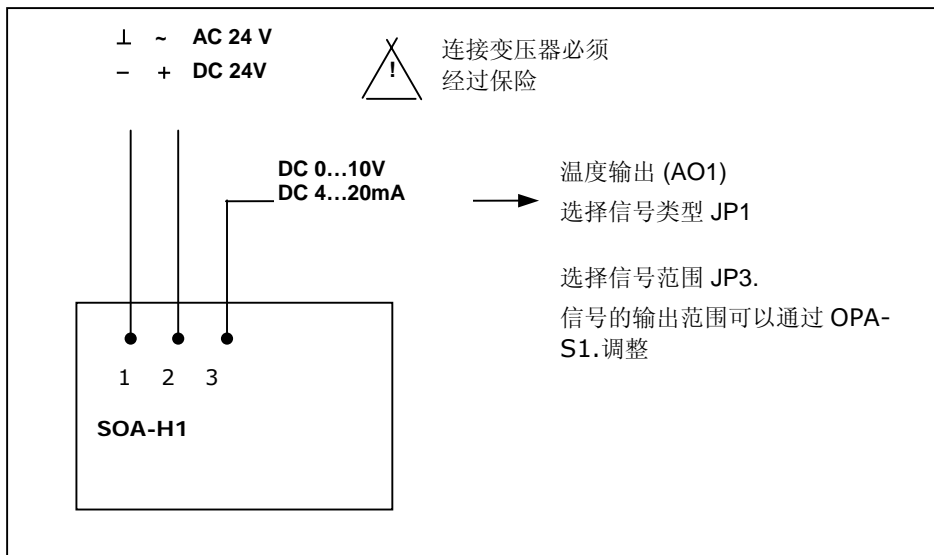 ⊥ ~ AC 24 V
− + DC 24V
!
连接变压器必须
经过保险
DC 0…10V
DC 4…20mA
温度输出 (AO1)
选择信号类型 JP1
选择信号范围 JP3.
信号的输出范围可以通过 OPA-
S1.调整
1 2 3
SOA-H1